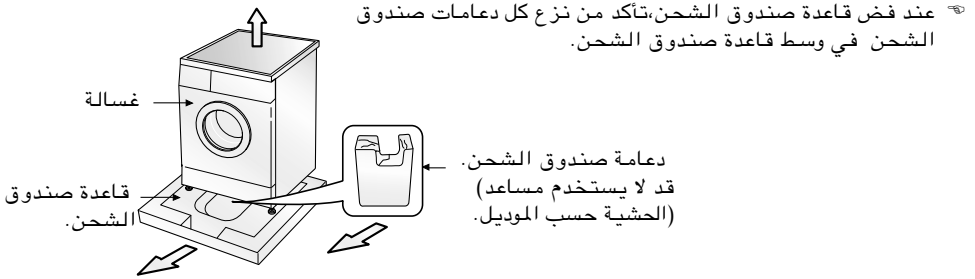 ☞ عند فض قاعدة صندوق الشحن،تأكد من نزع كل دعامات صندوق
الشحن في وسط قاعدة صندوق الشحن.
غسالة
دعامة صندوق الشحن.
قد لا يستخدم مساعد)
(الحشية حسب الموديل.
قاعدة صندوق
الشحن.